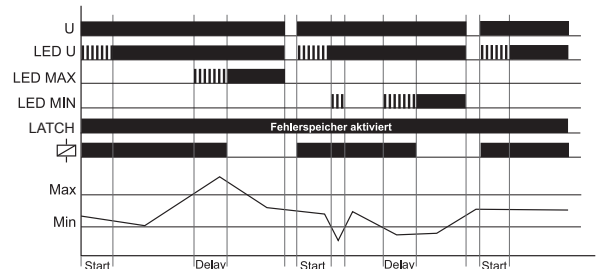 U
LED U
LED MAX
LED MIN
LATCH
Fehlerspeicher aktiviert
Max
Min
Start
Delay
Start
Delay
Start